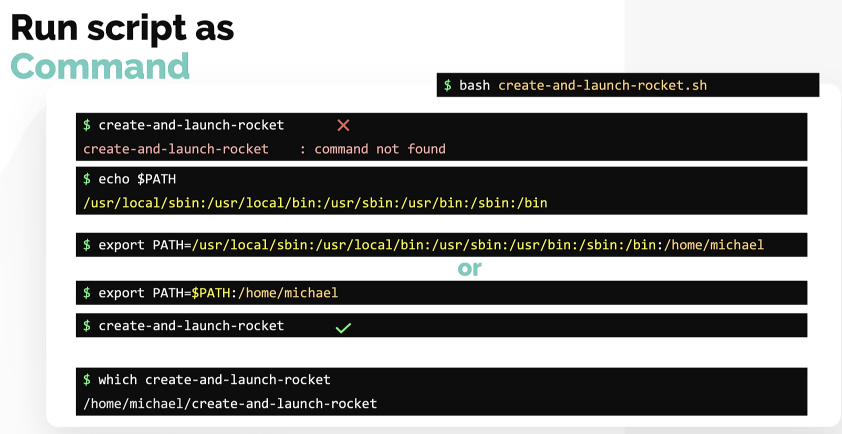 Run script as
Command
$ bash create-and-launch-rocket.sh
$ create-and-launch-rocket
create-and-launch-rocket : command not found
$ echo $PATH
/usr/local/sbin:/usr/local/bin:/usr/sbin:/usr/bin:/sbin:/bin
$ export PATH=/usr/local/sbin:/usr/local/bin:/usr/sbin:/usr/bin:/sbin:/bin:/home/michael
or
$ export PATH=$PATH:/home/michael
$ create-and-launch-rocket
$ which create-and-launch-rocket
/home/michael/create-and-launch-rocket